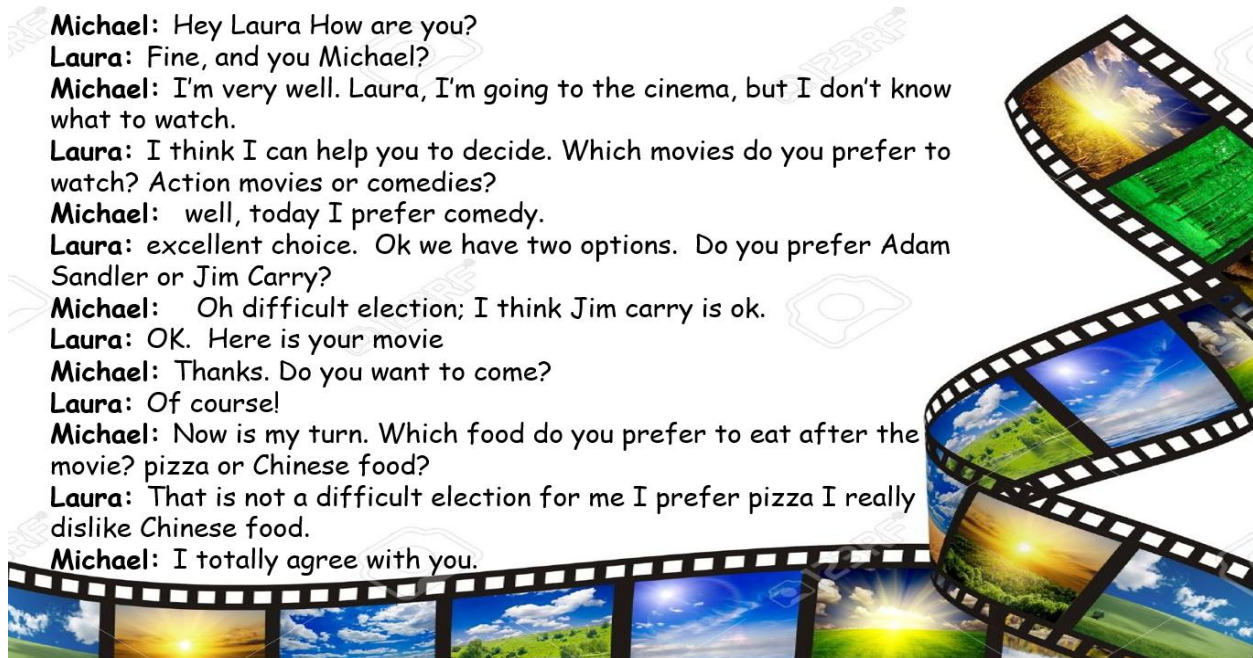 Michael: Hey Laura How are you?
Laura: Fine, and you Michael?
Michael: I'm very well. Laura, I'm going to the cinema, but I don't know
what to watch.
Laura: I think I can help you to decide. Which movies do you prefer to
watch? Action movies or comedies?
Michael: well, today I prefer comedy.
Laura: excellent choice. Ok we have two options. Do you prefer Adam
Sandler or Jim Carry?
Michael: Oh difficult election; I think Jim carry is ok.
Laura: OK. Here is your movie
Michael: Thanks. Do you want to come?
Laura: Of course!
Michael: Now is my turn. Which food do you prefer to eat after the
movie? pizza or Chinese food?
Laura: That is not a difficult election for me I prefer pizza I really
dislike Chinese food.
Michael: I totally agree with you.
123RF